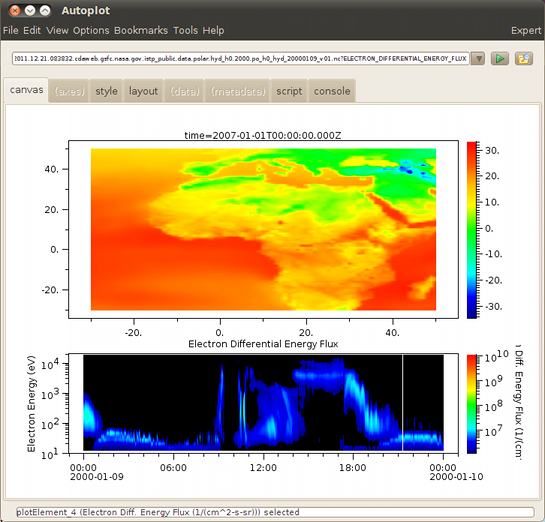 Autoplot
File Edit View Options Bookmarks Tools Help Expert
2011.12.21.083832.cdaweb.gsfc.nasa.gov.istp_public.data.polar.hyd_h0.2000.po_h0_hyd_20000109_v01.nc?ELECTRON_DIFFERENTIAL_ENERGY_FLUX
canvas (axes) style layout (data) (metadata) script console
time=2007-01-01T00:00:00.000Z
40.
20.
0.
-20.
-20. 0. 20. 40.
30.
20.
10.
0.
-10.
-20.
-30.
Electron Differential Energy Flux
Electron Energy (eV)
10^4
10^3
10^2
10^1
00:00 06:00 12:00 18:00 00:00
2000-01-09 2000-01-10
10^10
10^9
10^8
10^7
Diff. Energy Flux (1/(cm^
plotElement_4 (Electron Diff. Energy Flux (1/(cm^2-s-sr))) selected